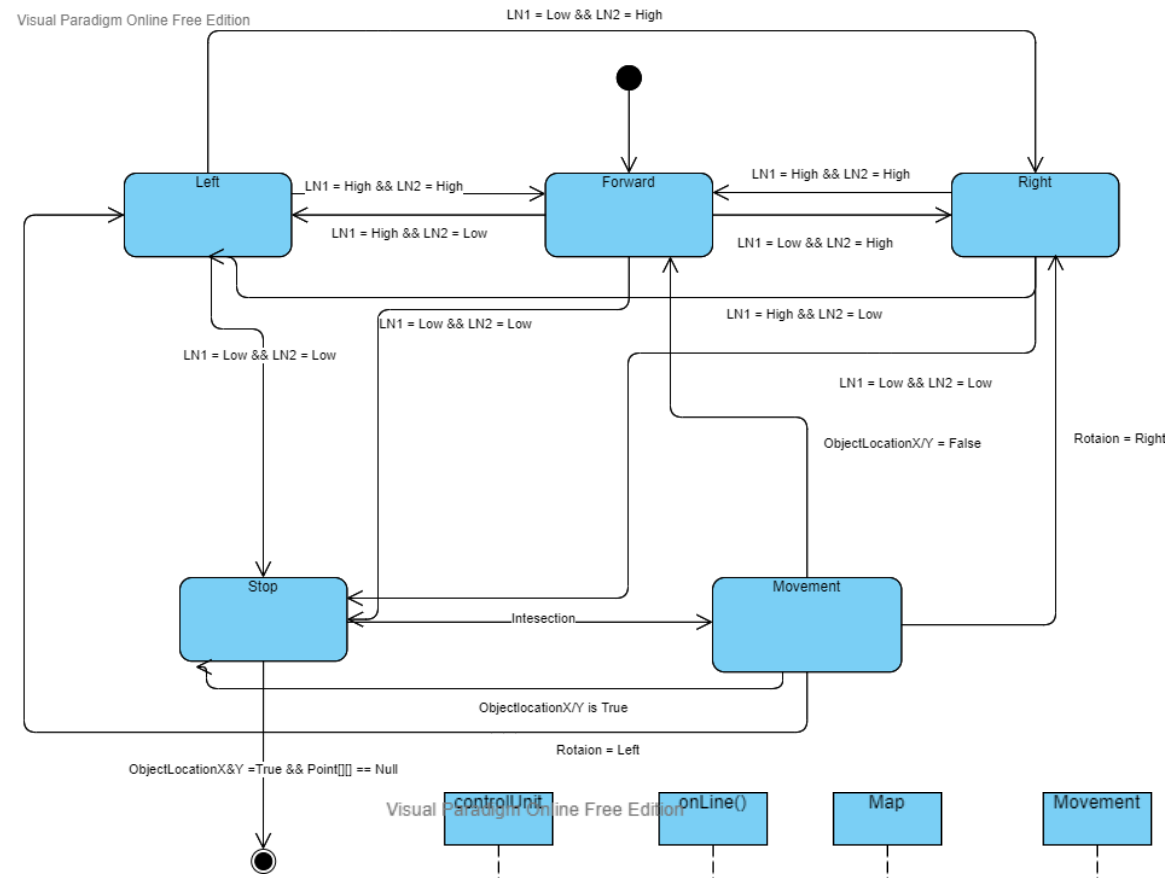 LN1 = Low && LN2 = High
Visual Paradigm Online Free Edition
Left
Forward
Right
LN1 = High && LN2 = High
LN1 = High && LN2 = High
LN1 = High && LN2 = Low
LN1 = Low && LN2 = High
LN1 = High && LN2 = Low
LN1 = Low && LN2 = Low
LN1 = Low && LN2 = Low
LN1 = Low && LN2 = Low
ObjectLocationX/Y = False
Rotaion = Right
Stop
Movement
Intesection
ObjectlocationX/Y is True
Rotaion = Left
ObjectLocationX&Y =True && Point[][] == Null
controlUnit
onLine()
Map
Movement
Visual Paradigm Online Free Edition